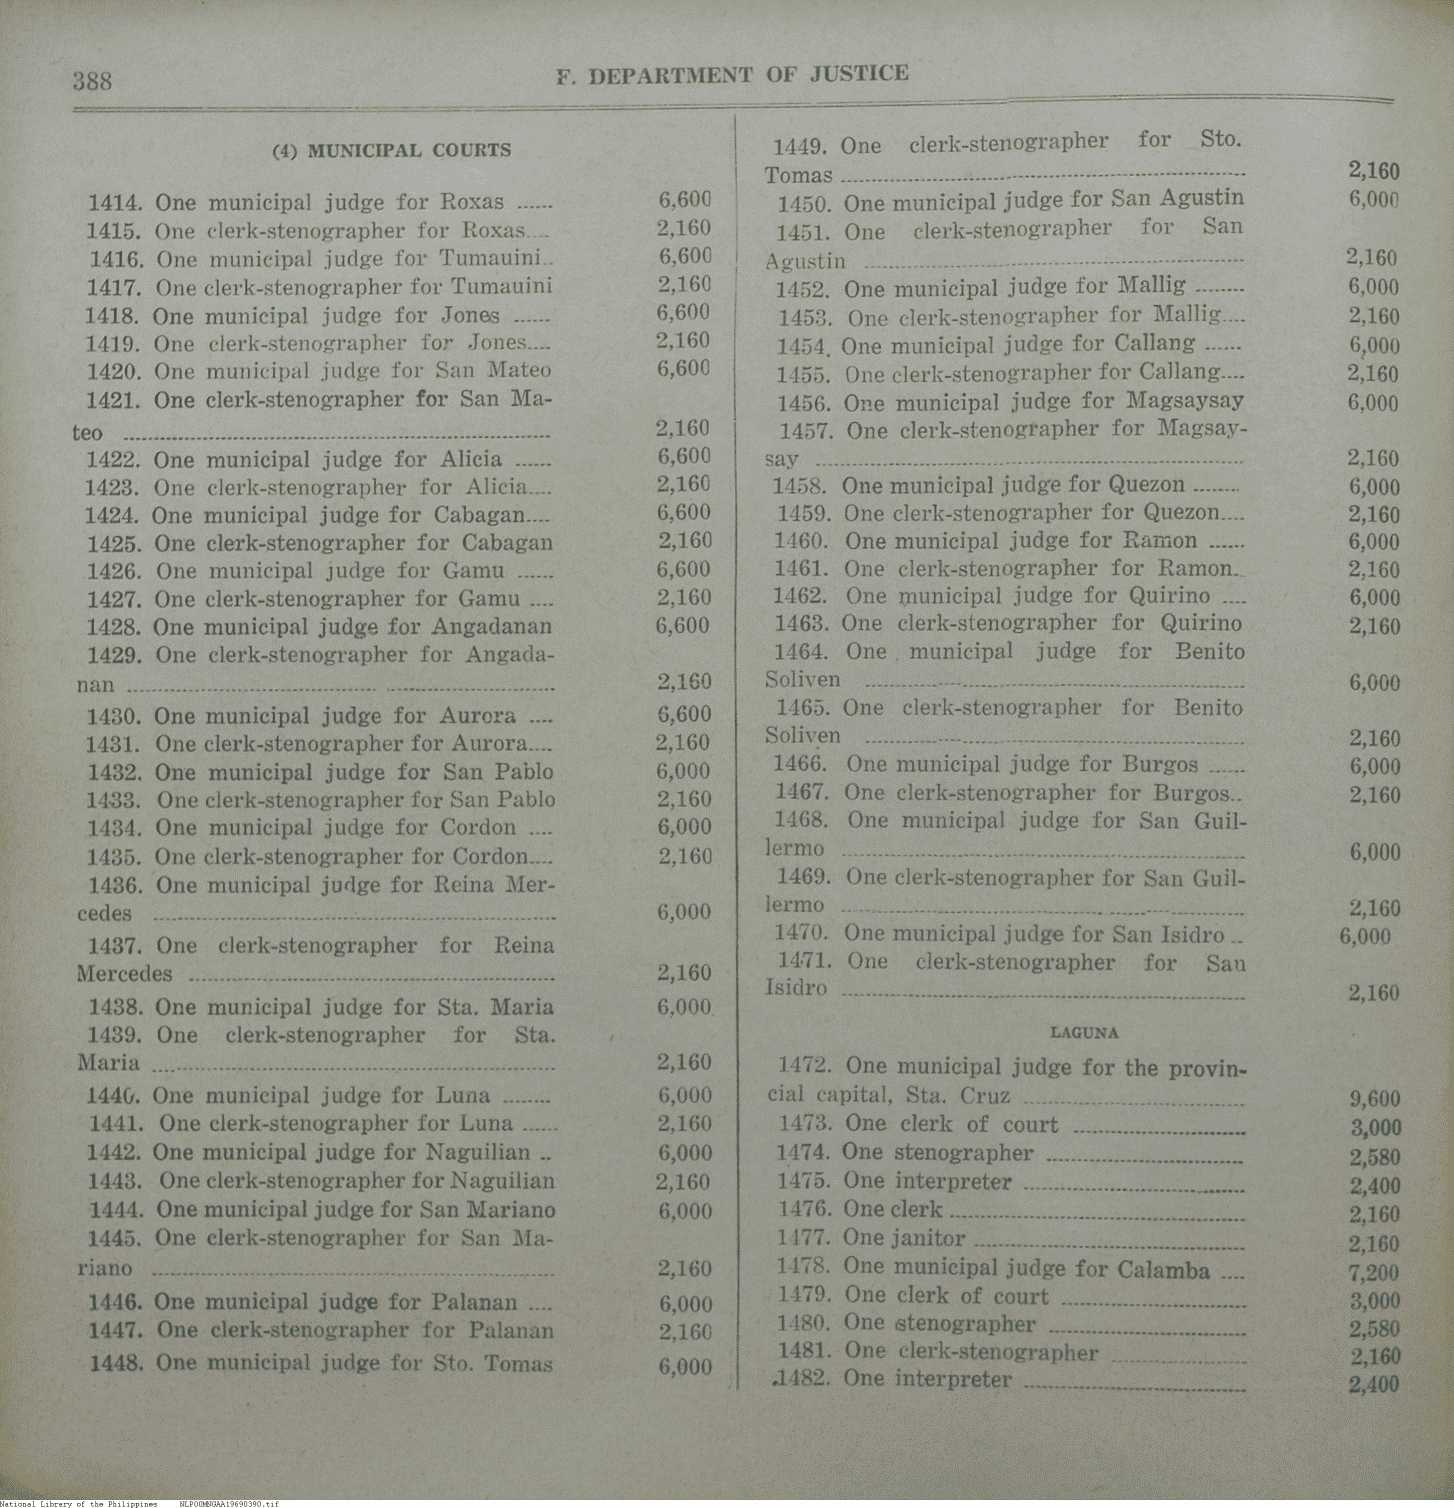 388
F. DEPARTMENT OF JUSTICE
(4) MUNICIPAL COURTS
1414. One municipal judge for Roxas ...... 6,600
1415. One clerk-stenographer for Roxas.... 2,160
1416. One municipal judge for Tumauini.. 6,600
1417. One clerk-stenographer for Tumauini 2,160
1418. One municipal judge for Jones ...... 6,600
1419. One clerk-stenographer for Jones.... 2,160
1420. One municipal judge for San Mateo 6,600
1421. One clerk-stenographer for San Ma-
teo ...... 2,160
1422. One municipal judge for Alicia ...... 6,600
1423. One clerk-stenographer for Alicia.... 2,160
1424. One municipal judge for Cabagan.... 6,600
1425. One clerk-stenographer for Cabagan 2,160
1426. One municipal judge for Gamu ...... 6,600
1427. One clerk-stenographer for Gamu .... 2,160
1428. One municipal judge for Angadanan 6,600
1429. One clerk-stenographer for Angada-
nan ...... 2,160
1430. One municipal judge for Aurora .... 6,600
1431. One clerk-stenographer for Aurora.... 2,160
1432. One municipal judge for San Pablo 6,000
1433. One clerk-stenographer for San Pablo 2,160
1434. One municipal judge for Cordon .... 6,000
1435. One clerk-stenographer for Cordon.... 2,160
1436. One municipal judge for Reina Mer-
cedes ...... 6,000
1437. One clerk-stenographer for Reina
Mercedes ...... 2,160
1438. One municipal judge for Sta. Maria 6,000
1439. One clerk-stenographer for Sta.
Maria ...... 2,160
1440. One municipal judge for Luna ........ 6,000
1441. One clerk-stenographer for Luna ...... 2,160
1442. One municipal judge for Naguilian .. 6,000
1443. One clerk-stenographer for Naguilian 2,160
1444. One municipal judge for San Mariano 6,000
1445. One clerk-stenographer for San Ma-
riano ...... 2,160
1446. One municipal judge for Palanan .... 6,000
1447. One clerk-stenographer for Palanan 2,160
1448. One municipal judge for Sto. Tomas 6,000
1449. One clerk-stenographer for Sto.
Tomas ...... 2,160
1450. One municipal judge for San Agustin 6,000
1451. One clerk-stenographer for San
Agustin ...... 2,160
1452. One municipal judge for Mallig ........ 6,000
1453. One clerk-stenographer for Mallig.... 2,160
1454. One municipal judge for Callang ...... 6,000
1455. One clerk-stenographer for Callang.... 2,160
1456. One municipal judge for Magsaysay 6,000
1457. One clerk-stenographer for Magsay-
say ...... 2,160
1458. One municipal judge for Quezon ........ 6,000
1459. One clerk-stenographer for Quezon.... 2,160
1460. One municipal judge for Ramon ...... 6,000
1461. One clerk-stenographer for Ramon.. 2,160
1462. One municipal judge for Quirino .... 6,000
1463. One clerk-stenographer for Quirino 2,160
1464. One municipal judge for Benito
Soliven ...... 6,000
1465. One clerk-stenographer for Benito
Soliven ...... 2,160
1466. One municipal judge for Burgos ...... 6,000
1467. One clerk-stenographer for Burgos.. 2,160
1468. One municipal judge for San Guil-
lermo ...... 6,000
1469. One clerk-stenographer for San Guil-
lermo ...... 2,160
1470. One municipal judge for San Isidro .. 6,000
1471. One clerk-stenographer for San
Isidro ...... 2,160
LAGUNA
1472. One municipal judge for the provin-
cial capital, Sta. Cruz ...... 9,600
1473. One clerk of court ...... 3,000
1474. One stenographer ...... 2,580
1475. One interpreter ...... 2,400
1476. One clerk ...... 2,160
1477. One janitor ...... 2,160
1478. One municipal judge for Calamba .... 7,200
1479. One clerk of court ...... 3,000
1480. One stenographer ...... 2,580
1481. One clerk-stenographer ...... 2,160
1482. One interpreter ...... 2,400
National Library of the Philippines NLP00MNGAA19690390.tif